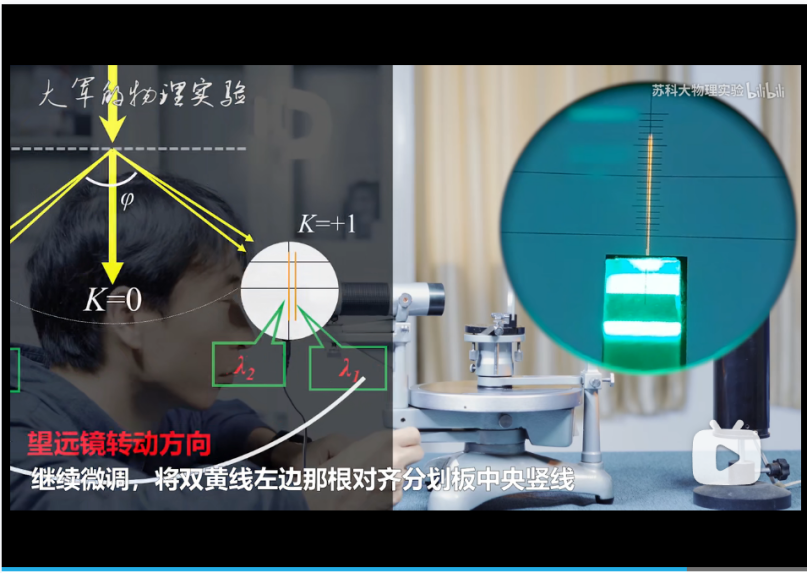 大军的物理实验
苏科大物理实验 bilibili
φ
K=+1
K=0
λ2
λ1
望远镜转动方向
继续微调，将双黄线左边那根对齐分划板中央竖线